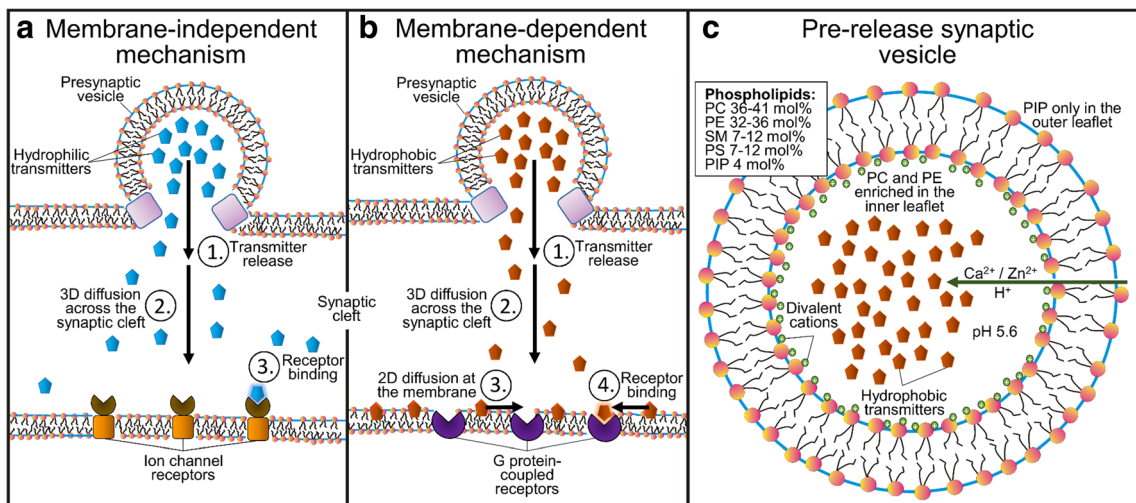 a
Membrane-independent
mechanism
Presynaptic
vesicle
Hydrophilic
transmitters
1.
Transmitter
release
3D diffusion
across the
synaptic cleft
2.
3.
Receptor
binding
Ion channel
receptors
Synaptic
cleft
b
Membrane-dependent
mechanism
Presynaptic
vesicle
Hydrophobic
transmitters
1.
Transmitter
release
3D diffusion
across the
synaptic cleft
2.
2D diffusion at
the membrane
3.
4.
Receptor
binding
G protein-
coupled
receptors
c
Pre-release synaptic
vesicle
Phospholipids:
PC 36-41 mol%
PE 32-36 mol%
SM 7-12 mol%
PS 7-12 mol%
PIP 4 mol%
PIP only in the
outer leaflet
PC and PE
enriched in the
inner leaflet
Ca²⁺ / Zn²⁺
H⁺
pH 5.6
Divalent
cations
Hydrophobic
transmitters